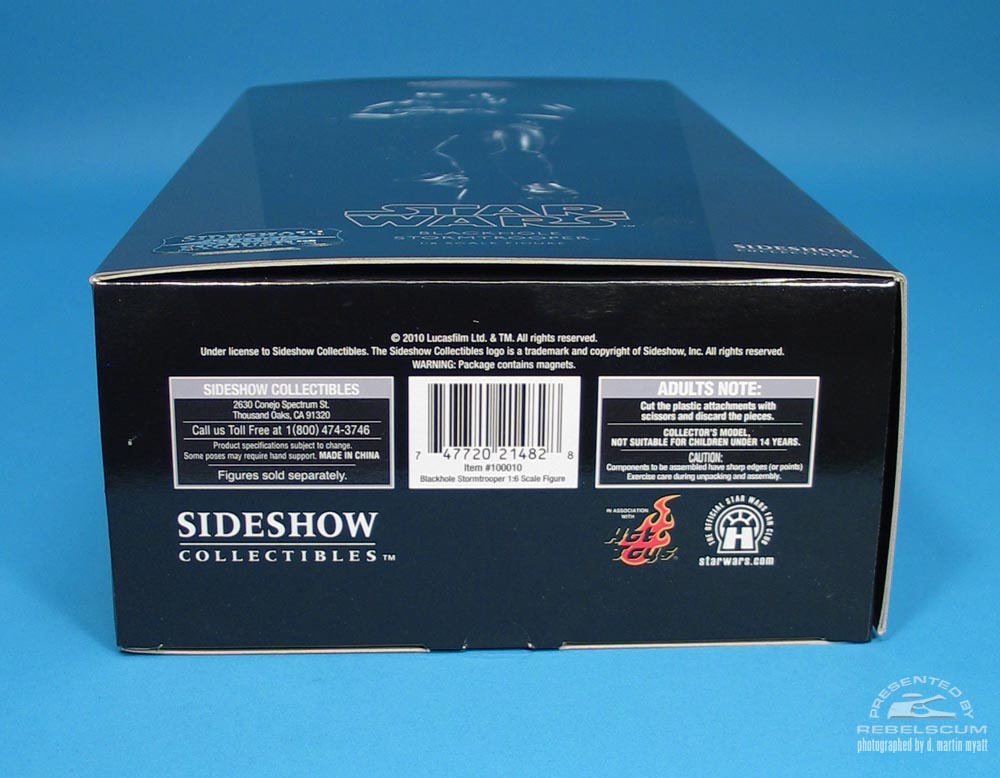 STAR
WARS
BLACKHOLE
STORMTROOPER
SCALE FIGURE
SIDESHOW
COLLECTIBLES
© 2010 Lucasfilm Ltd. & TM. All rights reserved.
Under license to Sideshow Collectibles. The Sideshow Collectibles logo is a trademark and copyright of Sideshow, Inc. All rights reserved.
WARNING: Package contains magnets.
SIDESHOW COLLECTIBLES
2630 Conejo Spectrum St.
Thousand Oaks, CA 91320
Call us Toll Free at 1(800) 474-3746
Product specifications subject to change.
Some poses may require hand support. MADE IN CHINA
Figures sold separately.
7 47720 21482 8
Item #100010
Blackhole Stormtrooper 1:6 Scale Figure
ADULTS NOTE:
Cut the plastic attachments with
scissors and discard the pieces.
COLLECTOR'S MODEL.
NOT SUITABLE FOR CHILDREN UNDER 14 YEARS.
CAUTION:
Components to be assembled have sharp edges (or points)
Exercise care during unpacking and assembly.
SIDESHOW
COLLECTIBLES™
IN ASSOCIATION
WITH
Hot
Toys
THE OFFICIAL STAR WARS FAN CLUB
H
starwars.com
PRESENTED BY
REBELSCUM
photographed by d. martin myatt